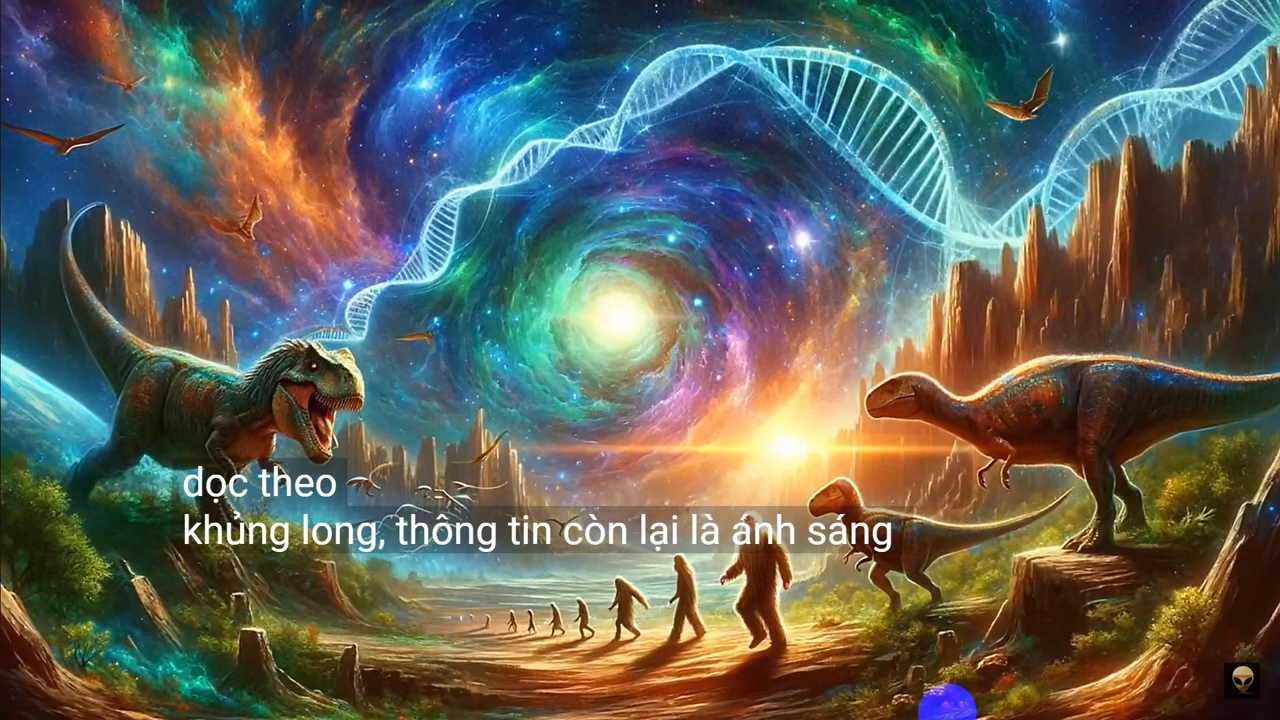 dọc theo
khủng long, thông tin còn lại là ánh sáng